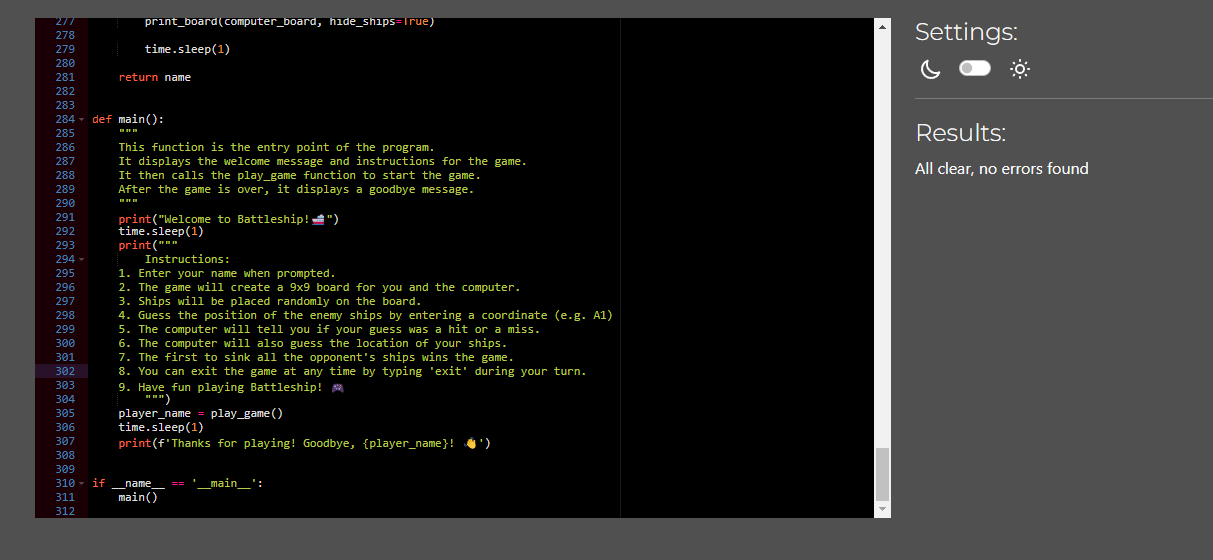 277 print_board(computer_board, hide_ships=True)
278
279 time.sleep(1)
280
281 return name
282
283
284 def main():
285 """
286 This function is the entry point of the program.
287 It displays the welcome message and instructions for the game.
288 It then calls the play_game function to start the game.
289 After the game is over, it displays a goodbye message.
290 """
291 print("Welcome to Battleship!🚢")
292 time.sleep(1)
293 print("""
294 Instructions:
295 1. Enter your name when prompted.
296 2. The game will create a 9x9 board for you and the computer.
297 3. Ships will be placed randomly on the board.
298 4. Guess the position of the enemy ships by entering a coordinate (e.g. A1)
299 5. The computer will tell you if your guess was a hit or a miss.
300 6. The computer will also guess the location of your ships.
301 7. The first to sink all the opponent's ships wins the game.
302 8. You can exit the game at any time by typing 'exit' during your turn.
303 9. Have fun playing Battleship! 🎮
304 """)
305 player_name = play_game()
306 time.sleep(1)
307 print(f'Thanks for playing! Goodbye, {player_name}! 👋')
308
309
310 if __name__ == '__main__':
311 main()
312
Settings:
Results:
All clear, no errors found